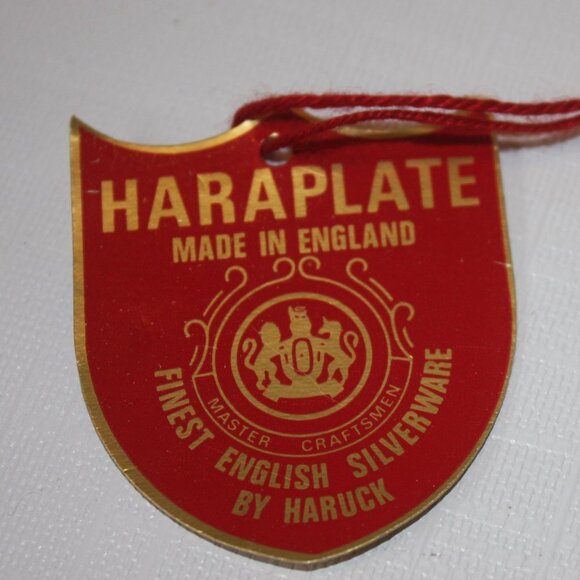 HARAPLATE
MADE IN ENGLAND
MASTER CRAFTSMEN
FINEST ENGLISH SILVERWARE
BY HARUCK